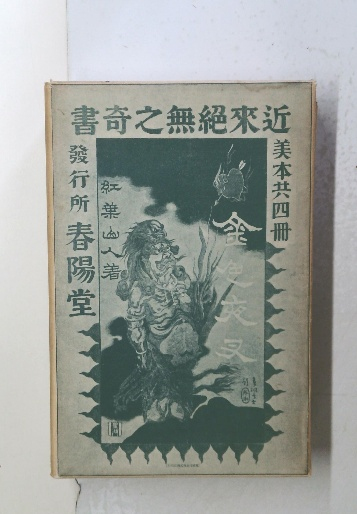 近來絕無之奇書
美本共四冊
金色夜叉
紅葉山人著
發行所 春陽堂